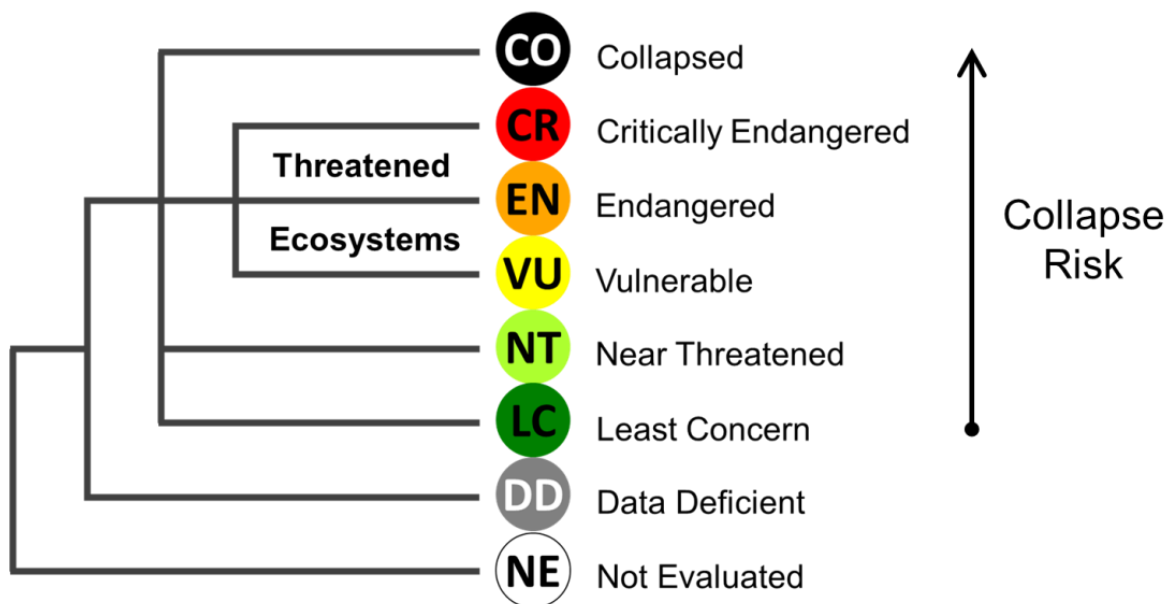 CO Collapsed
CR Critically Endangered
Threatened
EN Endangered
Ecosystems
VU Vulnerable
NT Near Threatened
LC Least Concern
DD Data Deficient
NE Not Evaluated
Collapse
Risk